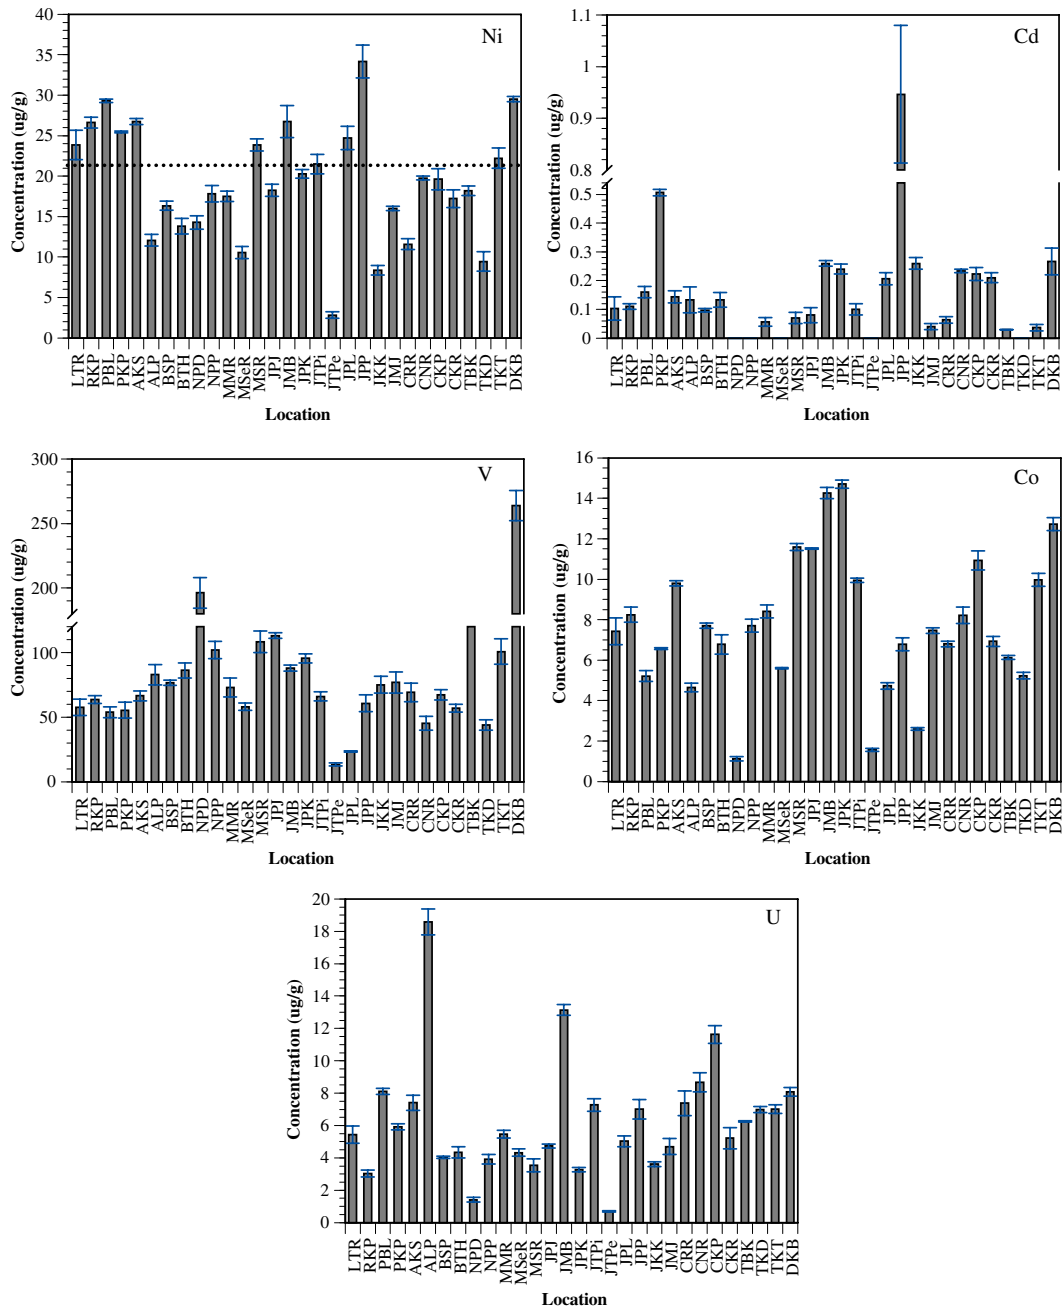 Ni
Concentration (ug/g)
40
35
30
25
20
15
10
5
0
LTR RKP PBL PKP AKS ALP BSP BTH NPD NPP MMR MSeR MSR JPJ JMB JPK JTPi JTPe JPL JPP JKK JMJ CRR CNR CKP CKR TBK TKD TKT DKB
Location
Cd
Concentration (ug/g)
1.1
1
0.9
0.8
0.5
0.4
0.3
0.2
0.1
0
LTR RKP PBL PKP AKS ALP BSP BTH NPD NPP MMR MSeR MSR JPJ JMB JPK JTPi JTPe JPL JPP JKK JMJ CRR CNR CKP CKR TBK TKD TKT DKB
Location
V
Concentration (ug/g)
300
250
200
100
50
0
LTR RKP PBL PKP AKS ALP BSP BTH NPD NPP MMR MSeR MSR JPJ JMB JPK JTPi JTPe JPL JPP JKK JMJ CRR CNR CKP CKR TBK TKD TKT DKB
Location
Co
Concentration (ug/g)
16
14
12
10
8
6
4
2
0
LTR RKP PBL PKP AKS ALP BSP BTH NPD NPP MMR MSeR MSR JPJ JMB JPK JTPi JTPe JPL JPP JKK JMJ CRR CNR CKP CKR TBK TKD TKT DKB
Location
U
Concentration (ug/g)
20
18
16
14
12
10
8
6
4
2
0
LTR RKP PBL PKP AKS ALP BSP BTH NPD NPP MMR MSeR MSR JPJ JMB JPK JTPi JTPe JPL JPP JKK JMJ CRR CNR CKP CKR TBK TKD TKT DKB
Location